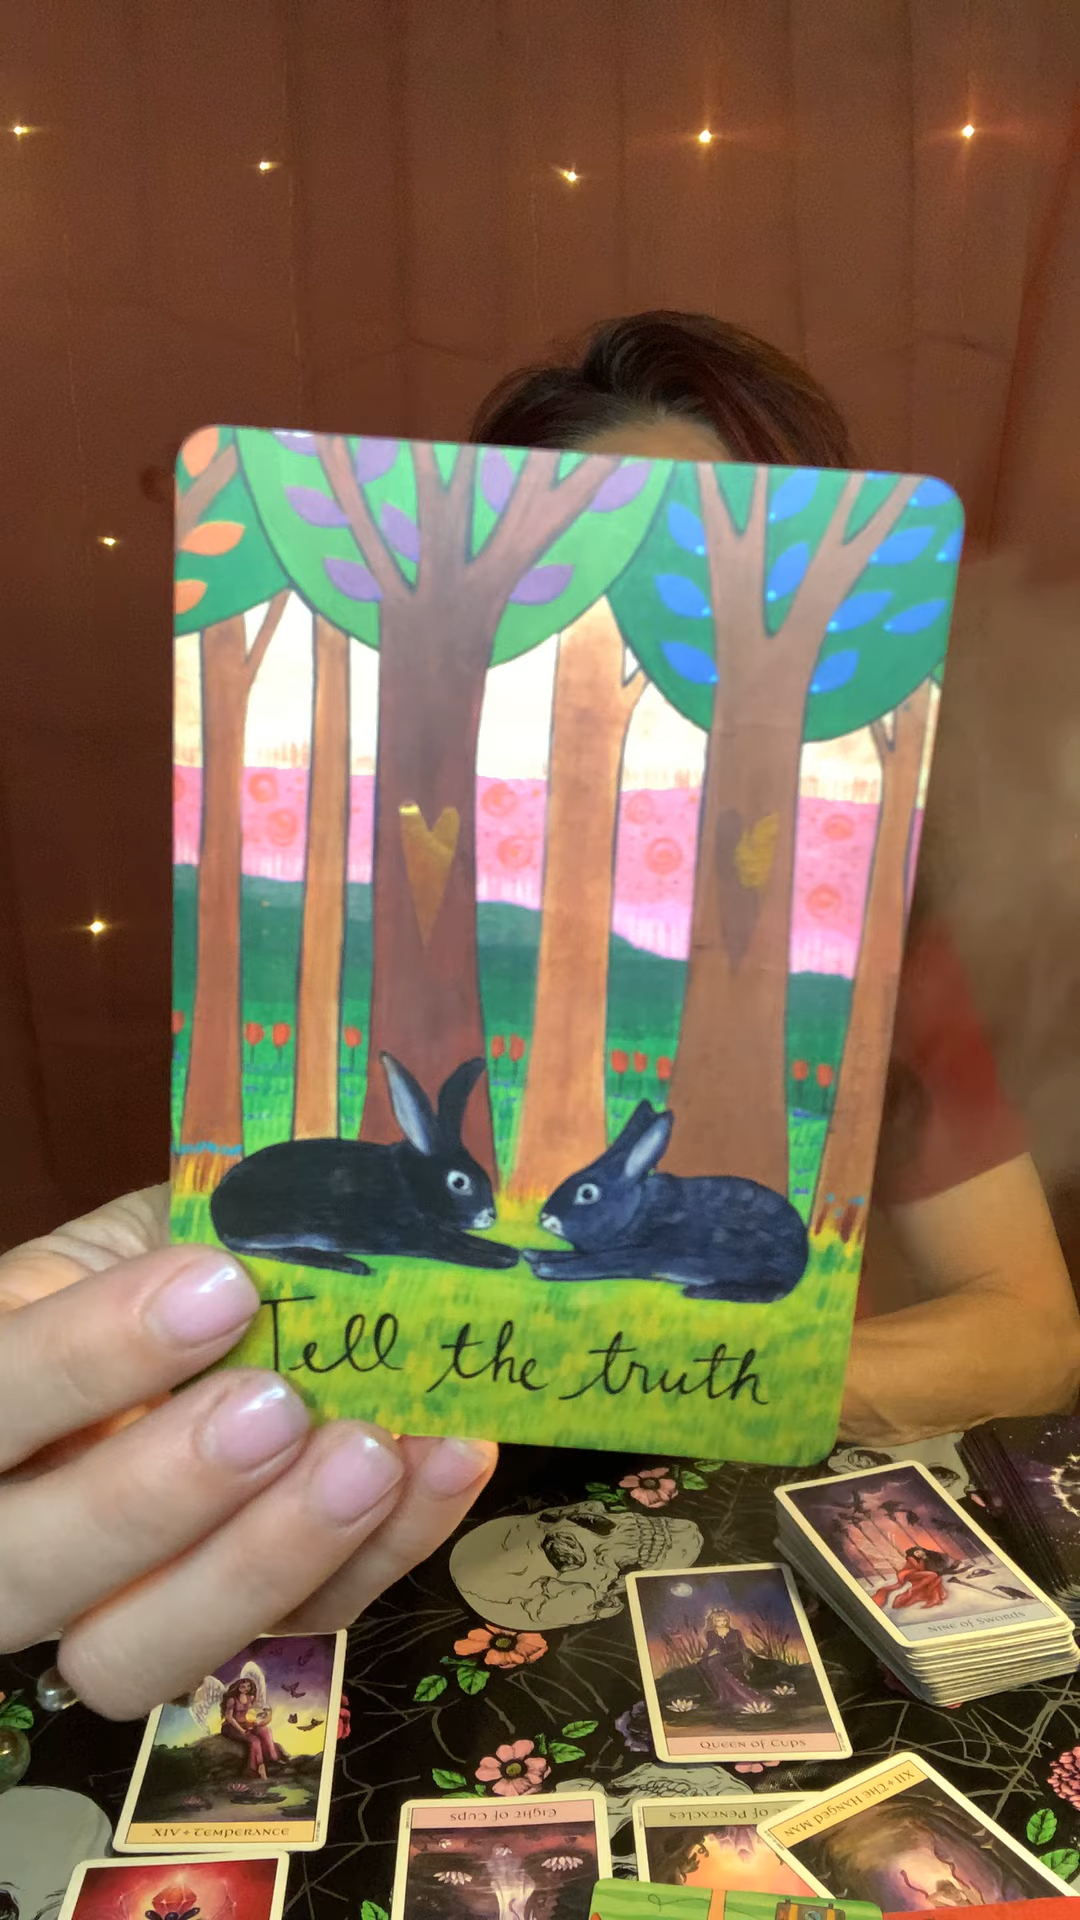 Tell the truth
Nine of Swords
Queen of Cups
XIV + Temperance
Eight of Cups
of Pentacles
XII + The Hanged Man